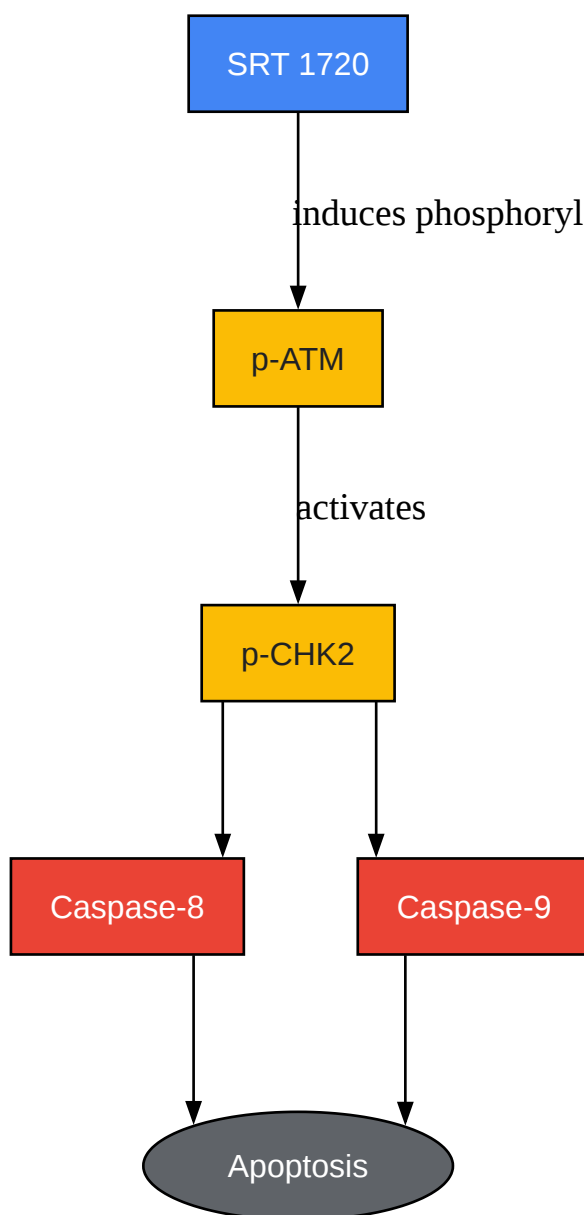 SRT 1720
induces phosphoryl
p-ATM
activates
p-CHK2
Caspase-8
Caspase-9
Apoptosis